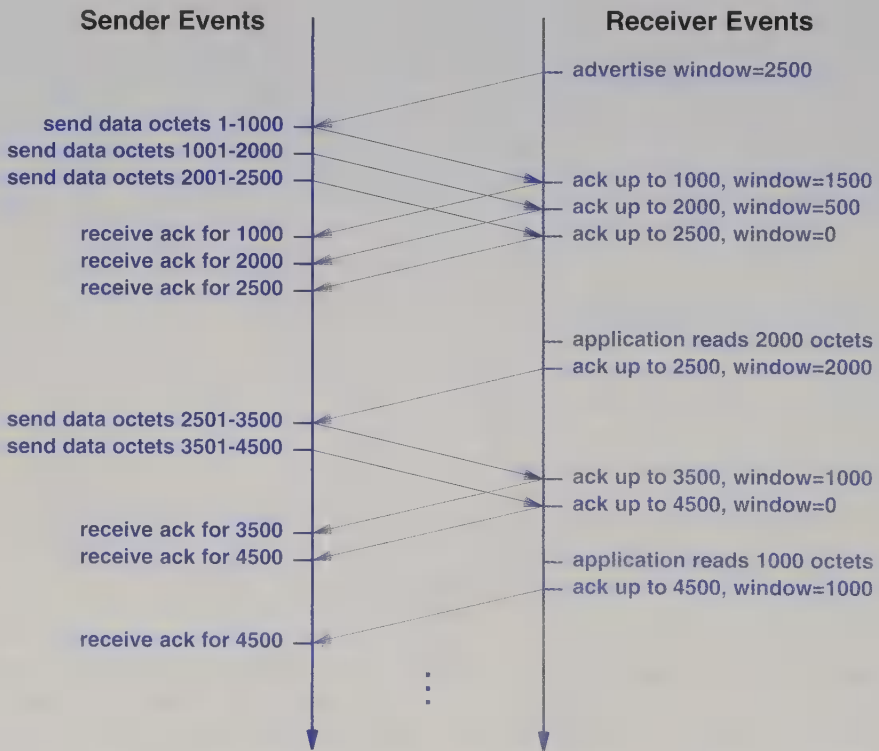 Sender Events
Receiver Events
advertise window=2500
send data octets 1-1000
send data octets 1001-2000
send data octets 2001-2500
ack up to 1000, window=1500
ack up to 2000, window=500
ack up to 2500, window=0
receive ack for 1000
receive ack for 2000
receive ack for 2500
application reads 2000 octets
ack up to 2500, window=2000
send data octets 2501-3500
send data octets 3501-4500
ack up to 3500, window=1000
ack up to 4500, window=0
receive ack for 3500
receive ack for 4500
application reads 1000 octets
ack up to 4500, window=1000
receive ack for 4500